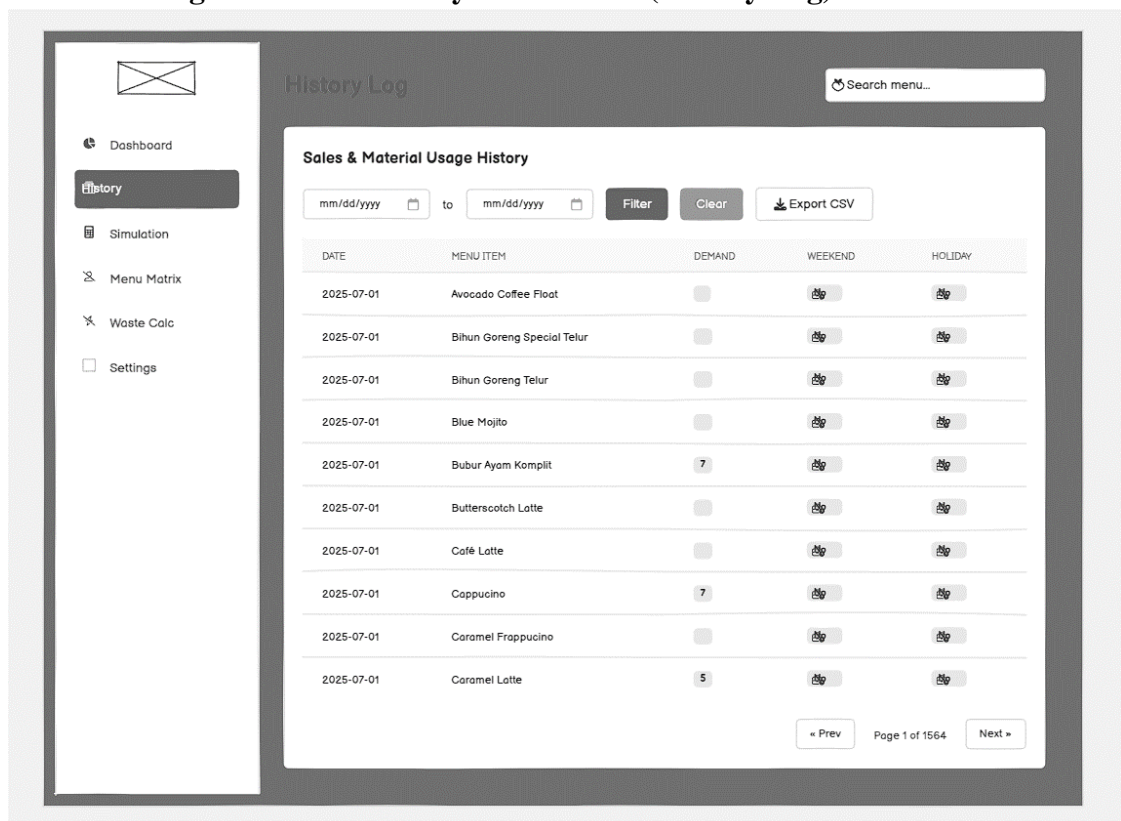 History Log
Search menu...
Dashboard
History
Simulation
Menu Matrix
Waste Calc
Settings
Sales & Material Usage History
mm/dd/yyyy to mm/dd/yyyy Filter Clear Export CSV
DATE MENU ITEM DEMAND WEEKEND HOLIDAY
2025-07-01 Avocado Coffee Float
2025-07-01 Bihun Goreng Special Telur
2025-07-01 Bihun Goreng Telur
2025-07-01 Blue Mojito
2025-07-01 Bubur Ayam Komplit 7
2025-07-01 Butterscotch Latte
2025-07-01 Café Latte
2025-07-01 Cappucino 7
2025-07-01 Caramel Frappucino
2025-07-01 Caramel Latte 5
« Prev Page 1 of 1564 Next »